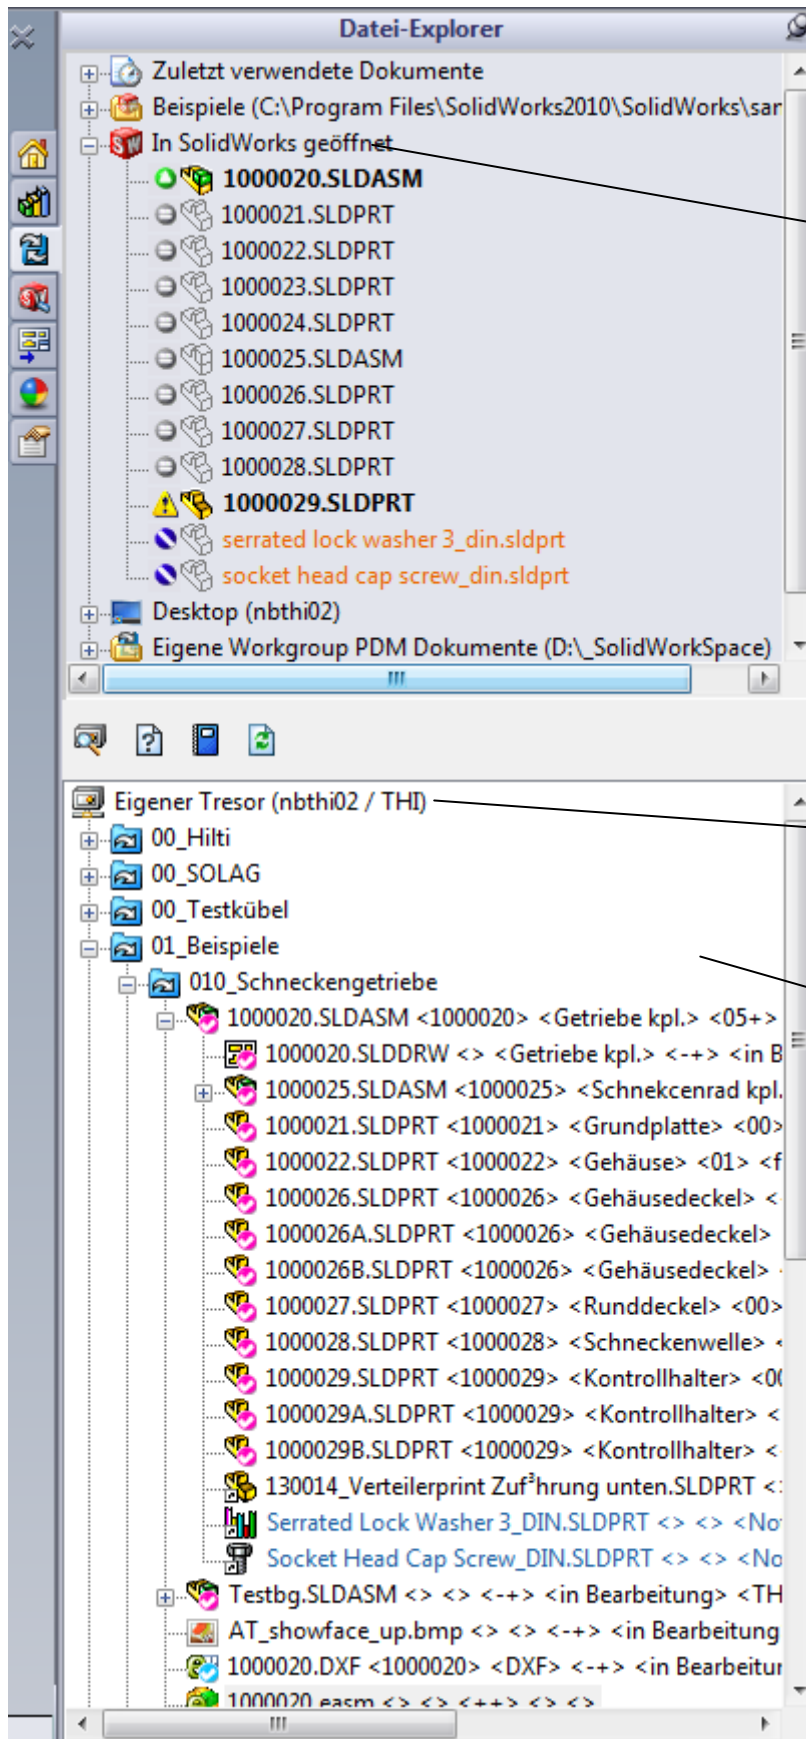 Datei-Explorer
Zuletzt verwendete Dokumente
Beispiele (C:\Program Files\SolidWorks2010\SolidWorks\sar
In SolidWorks geöffnet
1000020.SLDASM
1000021.SLDPRT
1000022.SLDPRT
1000023.SLDPRT
1000024.SLDPRT
1000025.SLDASM
1000026.SLDPRT
1000027.SLDPRT
1000028.SLDPRT
1000029.SLDPRT
serrated lock washer 3_din.sldprt
socket head cap screw_din.sldprt
Desktop (nbthi02)
Eigene Workgroup PDM Dokumente (D:\_SolidWorkSpace)
Eigener Tresor (nbthi02 / THI)
00_Hilti
00_SOLAG
00_Testkübel
01_Beispiele
010_Schneckengetriebe
1000020.SLDASM <1000020> <Getriebe kpl.> <05+>
1000020.SLDDRW <> <Getriebe kpl.> <-+> <in B
1000025.SLDASM <1000025> <Schnekcenrad kpl.
1000021.SLDPRT <1000021> <Grundplatte> <00>
1000022.SLDPRT <1000022> <Gehäuse> <01> <f
1000026.SLDPRT <1000026> <Gehäusedeckel> <
1000026A.SLDPRT <1000026> <Gehäusedeckel>
1000026B.SLDPRT <1000026> <Gehäusedeckel> <
1000027.SLDPRT <1000027> <Runddeckel> <00>
1000028.SLDPRT <1000028> <Schneckenwelle> <
1000029.SLDPRT <1000029> <Kontrollhalter> <00
1000029A.SLDPRT <1000029> <Kontrollhalter> <
1000029B.SLDPRT <1000029> <Kontrollhalter> <
130014_Verteilerprint Zuf³hrung unten.SLDPRT <>
Serrated Lock Washer 3_DIN.SLDPRT <> <> <No
Socket Head Cap Screw_DIN.SLDPRT <> <> <No
Testbg.SLDASM <> <> <-+> <in Bearbeitung> <TH
AT_showface_up.bmp <> <> <-+> <in Bearbeitung
1000020.DXF <1000020> <DXF> <-+> <in Bearbeitur
1000020.easm <> <> <++> <> <>